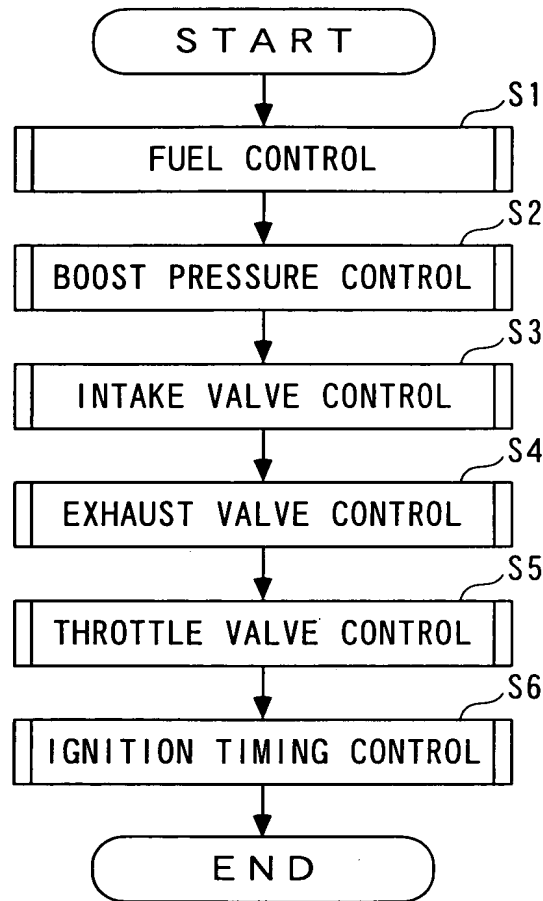 START
S1
FUEL CONTROL
S2
BOOST PRESSURE CONTROL
S3
INTAKE VALVE CONTROL
S4
EXHAUST VALVE CONTROL
S5
THROTTLE VALVE CONTROL
S6
IGNITION TIMING CONTROL
END